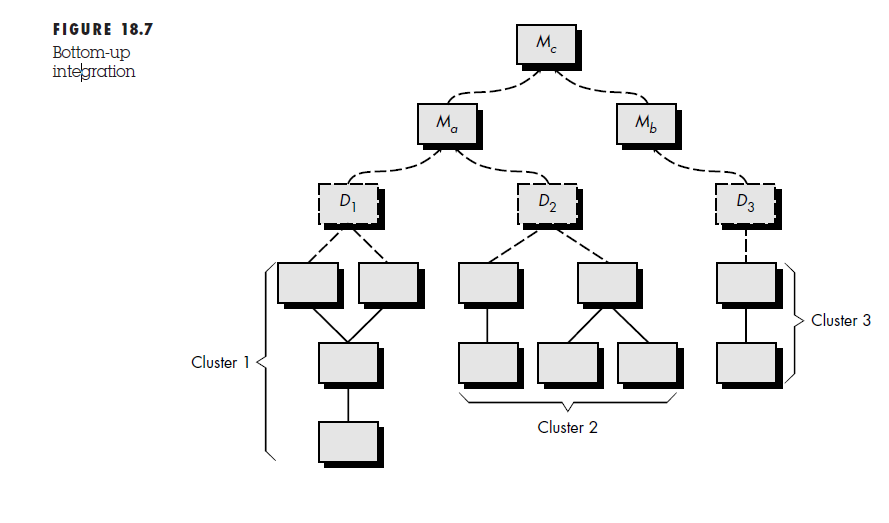 FIGURE 18.7
Bottom-up
integration
Mc
Ma
Mb
D1
D2
D3
Cluster 1
Cluster 2
Cluster 3